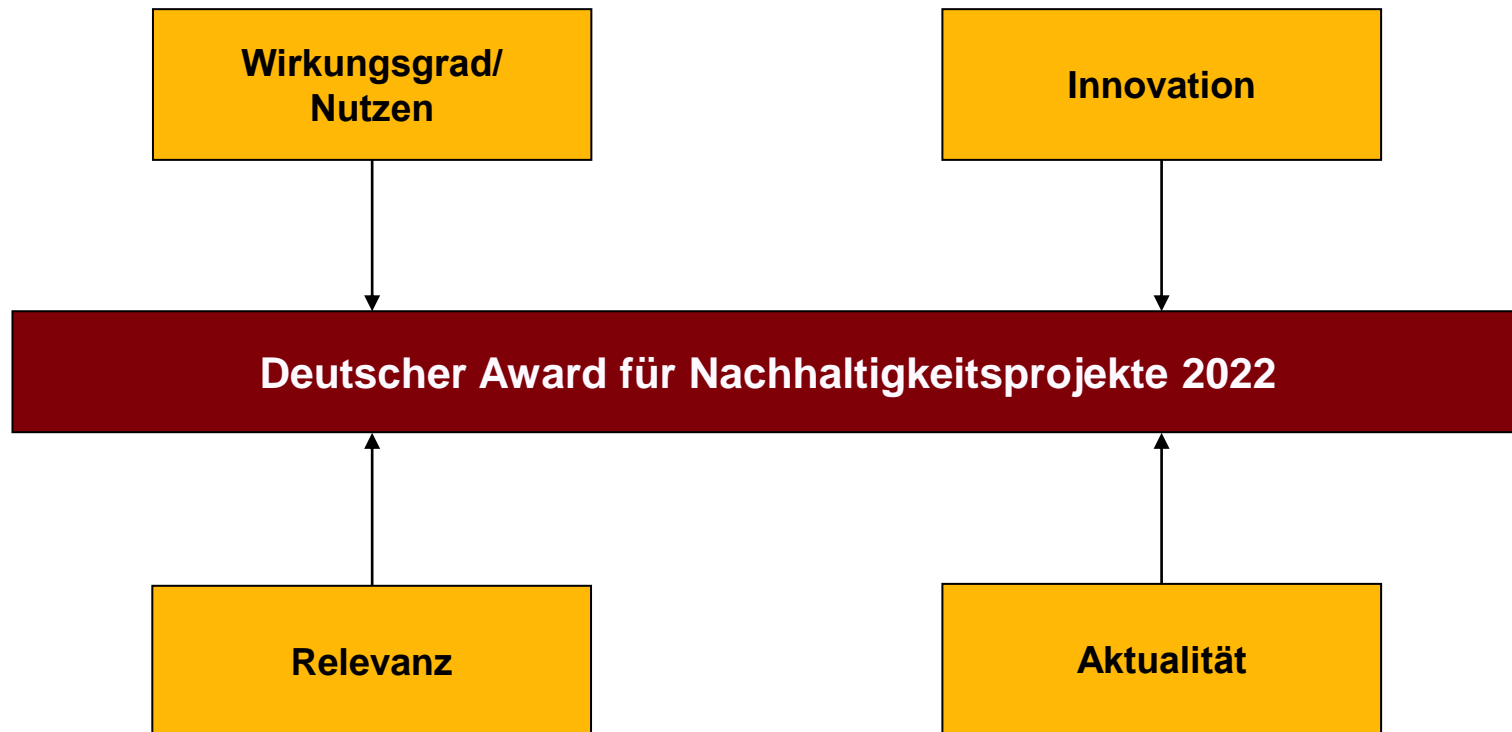 Wirkungsgrad/
Nutzen
Innovation
Deutscher Award für Nachhaltigkeitsprojekte 2022
Relevanz
Aktualität